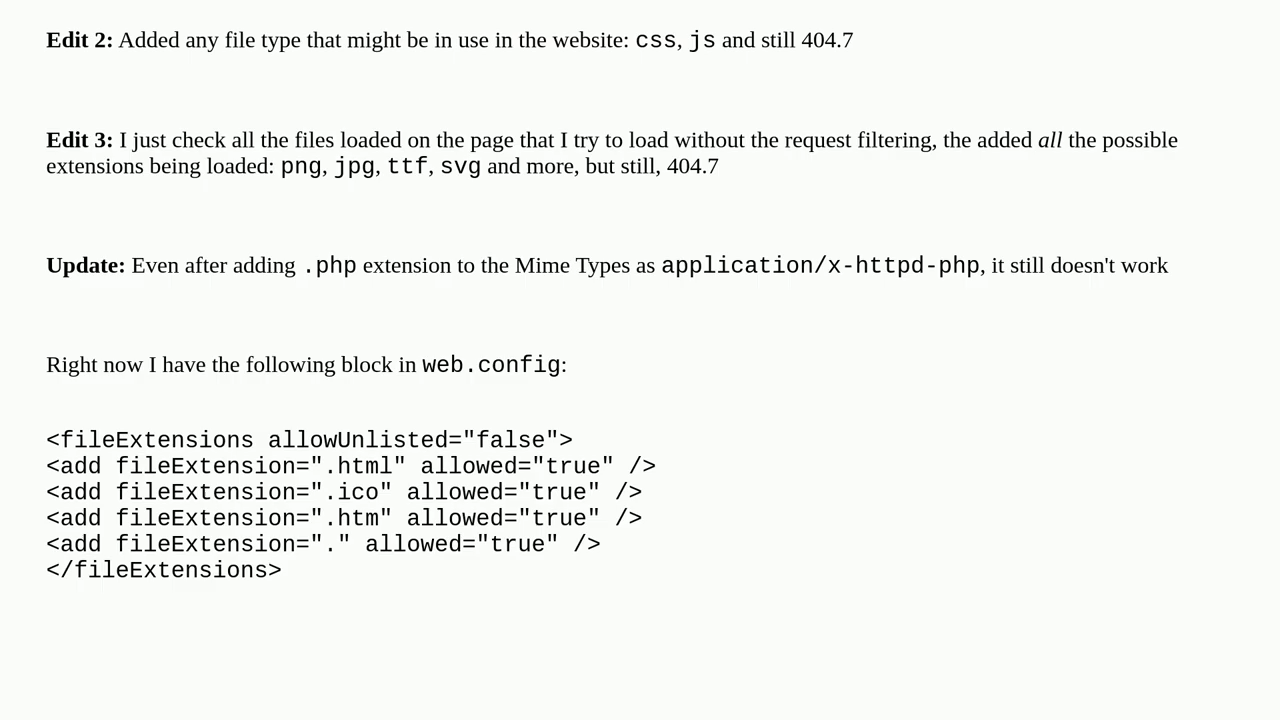 Edit 2: Added any file type that might be in use in the website: css, js and still 404.7
Edit 3: I just check all the files loaded on the page that I try to load without the request filtering, the added all the possible
extensions being loaded: png, jpg, ttf, svg and more, but still, 404.7
Update: Even after adding .php extension to the Mime Types as application/x-httpd-php, it still doesn't work
Right now I have the following block in web.config:
<fileExtensions allowUnlisted="false">
<add fileExtension=".html" allowed="true" />
<add fileExtension=".ico" allowed="true" />
<add fileExtension=".htm" allowed="true" />
<add fileExtension="." allowed="true" />
</fileExtensions>